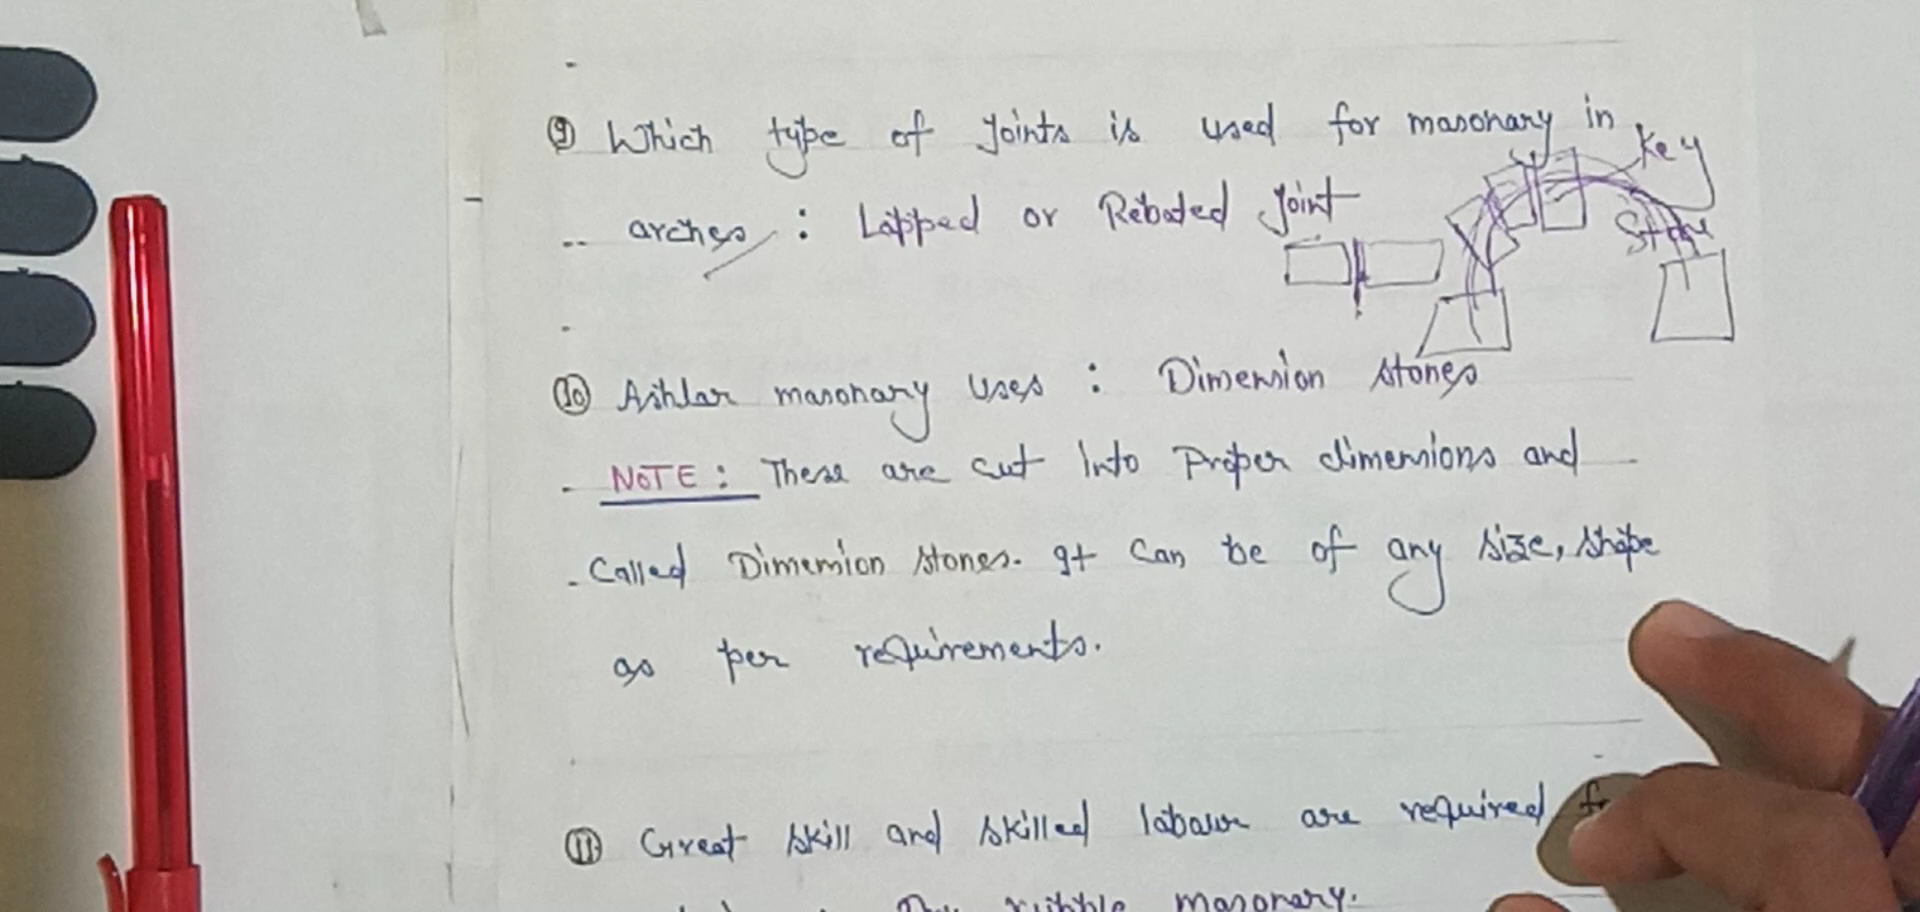 ⑨ Which type of Joints is used for masonary in
arches : Lapped or Rebated Joint
Key
Stone
⑩ Ashlar masonary uses : Dimension stones
NOTE : These are cut into Proper dimensions and
Called Dimension stones. It can be of any size, shape
as per requirements.
⑪ Great skill and skilled labour are required
rubble masonary.